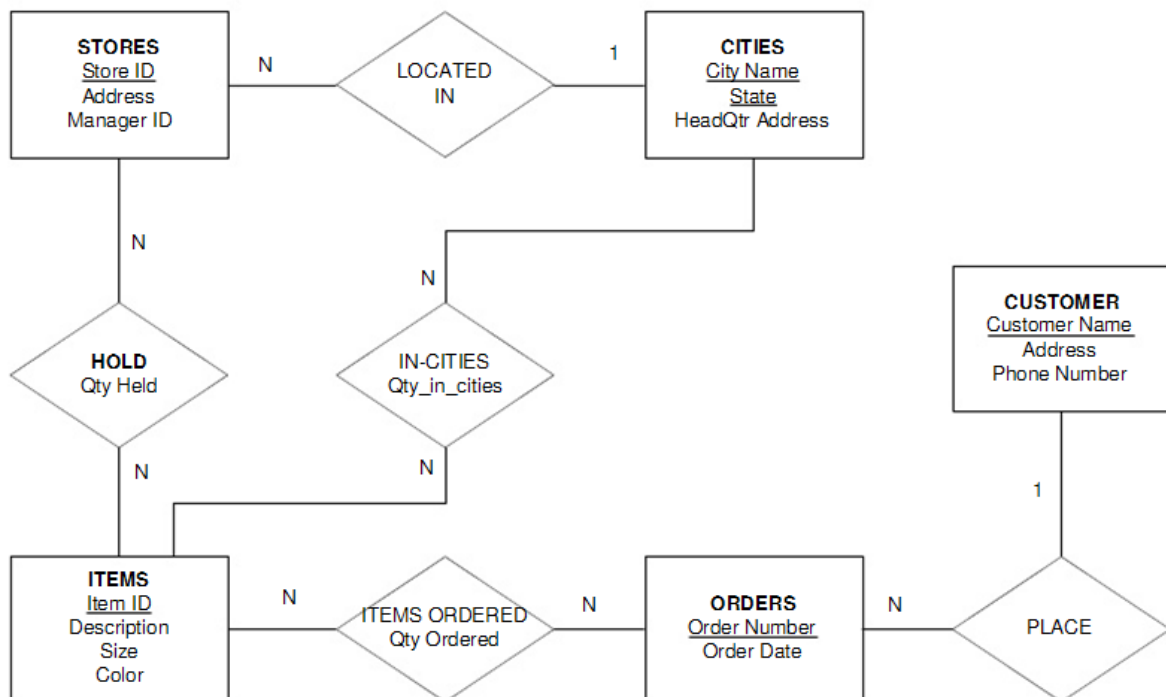 STORES
Store ID
Address
Manager ID
N
LOCATED
IN
1
CITIES
City Name
State
HeadQtr Address
N
N
HOLD
Qty Held
IN-CITIES
Qty_in_cities
CUSTOMER
Customer Name
Address
Phone Number
N
N
1
ITEMS
Item ID
Description
Size
Color
N
ITEMS ORDERED
Qty Ordered
N
ORDERS
Order Number
Order Date
N
PLACE